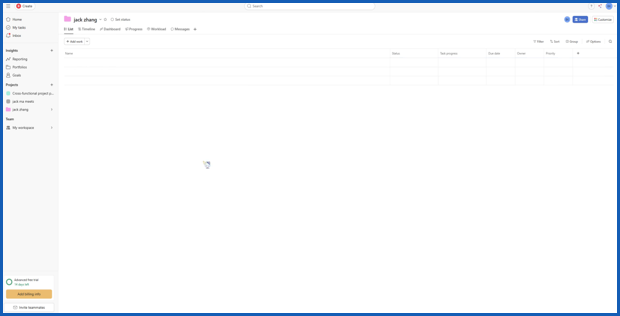 Create
Search
Home
My tasks
Inbox
Insights
Reporting
Portfolios
Goals
Projects
Cross-functional project p...
jack ma weeks
jack zhang
Team
My workspace
Advanced free trial
Add billing info
Invite teammates
jack zhang
Set status
Share
Customize
List
Timeline
Dashboard
Progress
Workload
Messages
Add work
Filter
Sort
Group
Options
Name
Status
Task progress
Due date
Owner
Priority